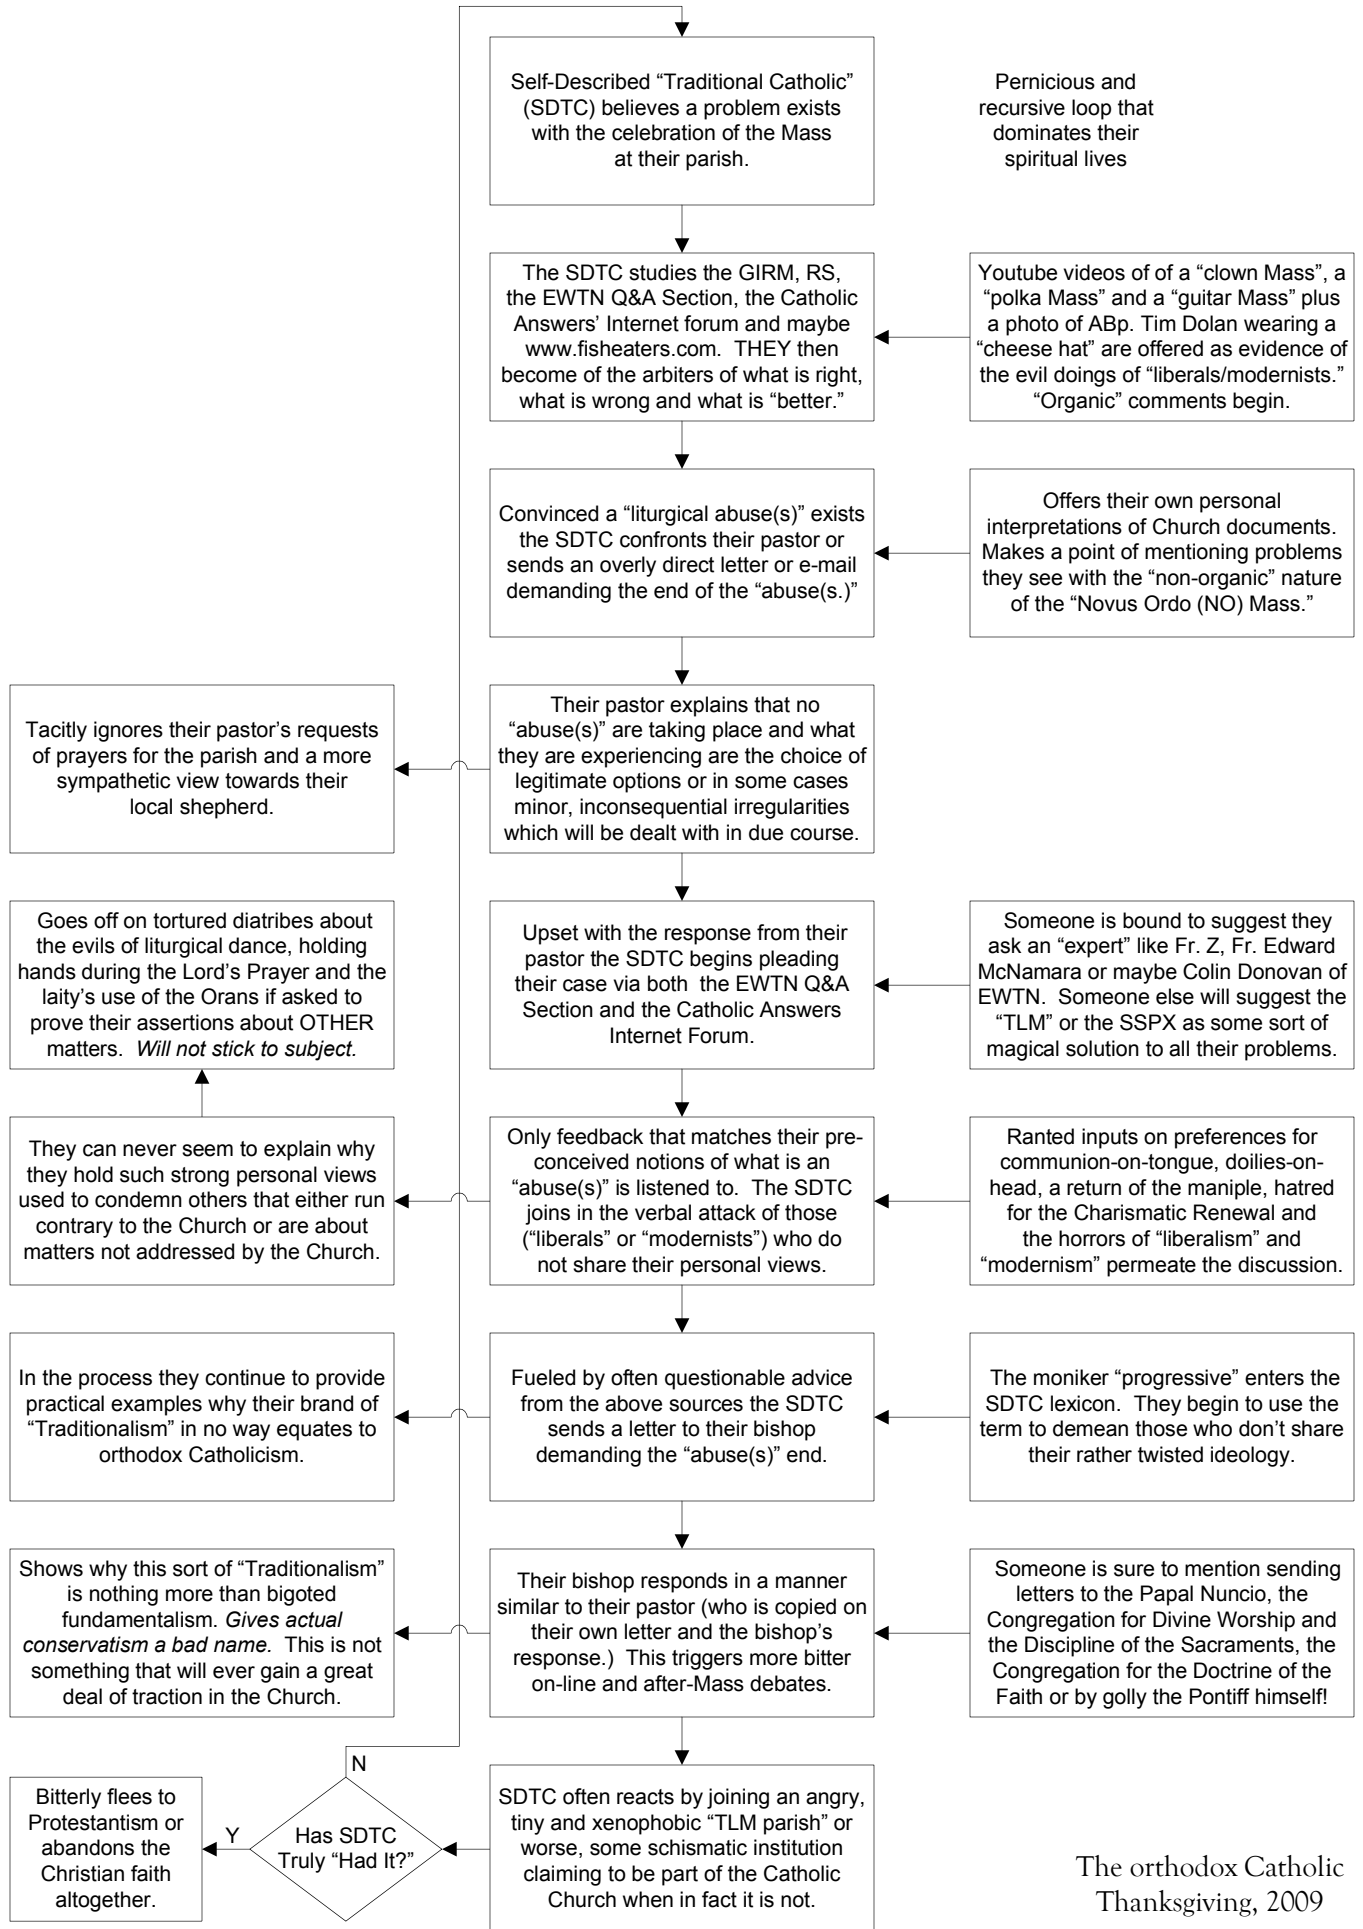 Self-Described “Traditional Catholic”
(SDTC) believes a problem exists
with the celebration of the Mass
at their parish.
Pernicious and
recursive loop that
dominates their
spiritual lives
The SDTC studies the GIRM, RS,
the EWTN Q&A Section, the Catholic
Answers’ Internet forum and maybe
www.fisheaters.com.  THEY then
become of the arbiters of what is right,
what is wrong and what is “better.”
Youtube videos of of a “clown Mass”, a
“polka Mass” and a “guitar Mass” plus
a photo of ABp. Tim Dolan wearing a
“cheese hat” are offered as evidence of
the evil doings of “liberals/modernists.”
“Organic” comments begin.
Convinced a “liturgical abuse(s)” exists
the SDTC confronts their pastor or
sends an overly direct letter or e-mail
demanding the end of the “abuse(s.)”
Offers their own personal
interpretations of Church documents.
Makes a point of mentioning problems
they see with the “non-organic” nature
of the “Novus Ordo (NO) Mass.”
Tacitly ignores their pastor’s requests
of prayers for the parish and a more
sympathetic view towards their
local shepherd.
Their pastor explains that no
“abuse(s)” are taking place and what
they are experiencing are the choice of
legitimate options or in some cases
minor, inconsequential irregularities
which will be dealt with in due course.
Goes off on tortured diatribes about
the evils of liturgical dance, holding
hands during the Lord’s Prayer and the
laity’s use of the Orans if asked to
prove their assertions about OTHER
matters.  Will not stick to subject.
Upset with the response from their
pastor the SDTC begins pleading
their case via both  the EWTN Q&A
Section and the Catholic Answers
Internet Forum.
Someone is bound to suggest they
ask an “expert” like Fr. Z, Fr. Edward
McNamara or maybe Colin Donovan of
EWTN.  Someone else will suggest the
“TLM” or the SSPX as some sort of
magical solution to all their problems.
They can never seem to explain why
they hold such strong personal views
used to condemn others that either run
contrary to the Church or are about
matters not addressed by the Church.
Only feedback that matches their pre-
conceived notions of what is an
“abuse(s)” is listened to.  The SDTC
joins in the verbal attack of those
(“liberals” or “modernists”) who do
not share their personal views.
Ranted inputs on preferences for
communion-on-tongue, doilies-on-
head, a return of the maniple, hatred
for the Charismatic Renewal and
the horrors of “liberalism” and
“modernism” permeate the discussion.
In the process they continue to provide
practical examples why their brand of
“Traditionalism” in no way equates to
orthodox Catholicism.
Fueled by often questionable advice
from the above sources the SDTC
sends a letter to their bishop
demanding the “abuse(s)” end.
The moniker “progressive” enters the
SDTC lexicon.  They begin to use the
term to demean those who don’t share
their rather twisted ideology.
Shows why this sort of “Traditionalism”
is nothing more than bigoted
fundamentalism. Gives actual
conservatism a bad name.  This is not
something that will ever gain a great
deal of traction in the Church.
Their bishop responds in a manner
similar to their pastor (who is copied on
their own letter and the bishop’s
response.)  This triggers more bitter
on-line and after-Mass debates.
Someone is sure to mention sending
letters to the Papal Nuncio, the
Congregation for Divine Worship and
the Discipline of the Sacraments, the
Congregation for the Doctrine of the
Faith or by golly the Pontiff himself!
Bitterly flees to
Protestantism or
abandons the
Christian faith
altogether.
Y
N
Has SDTC
Truly “Had It?”
SDTC often reacts by joining an angry,
tiny and xenophobic “TLM parish” or
worse, some schismatic institution
claiming to be part of the Catholic
Church when in fact it is not.
The orthodox Catholic
Thanksgiving, 2009